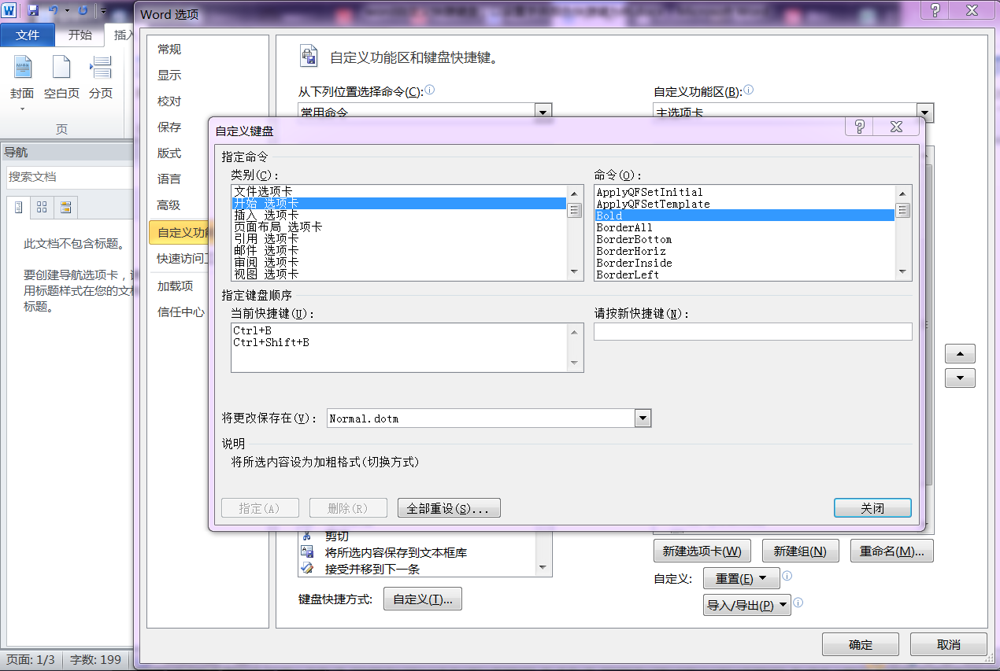 Word 选项
文件
开始
插入
封面
空白页
分页
页
导航
搜索文档
此文档不包含标题。
要创建导航选项卡，
用标题样式在您的文
标题。
页面: 1/3
字数: 199
常规
显示
校对
保存
版式
语言
高级
自定义功能
快速访问
加载项
信任中心
自定义功能区和键盘快捷键。
从下列位置选择命令(C):
常用命令
自定义功能区(B):
主选项卡
自定义键盘
指定命令
类别(C):
文件选项卡
开始 选项卡
插入 选项卡
页面布局 选项卡
引用 选项卡
邮件 选项卡
审阅 选项卡
视图 选项卡
命令(O):
ApplyQFSetInitial
ApplyQFSetTemplate
Bold
BorderAll
BorderBottom
BorderHoriz
BorderInside
BorderLeft
指定键盘顺序
当前快捷键(U):
Ctrl+B
Ctrl+Shift+B
请按新快捷键(N):
将更改保存在(V):
Normal.dotm
说明
将所选内容设为加粗格式(切换方式)
指定(A)
删除(R)
全部重设(S)...
关闭
剪切
将所选内容保存到文本框库
接受并移到下一条
键盘快捷方式:
自定义(T)...
新建选项卡(W)
新建组(N)
重命名(M)...
自定义:
重置(E)
导入/导出(P)
确定
取消